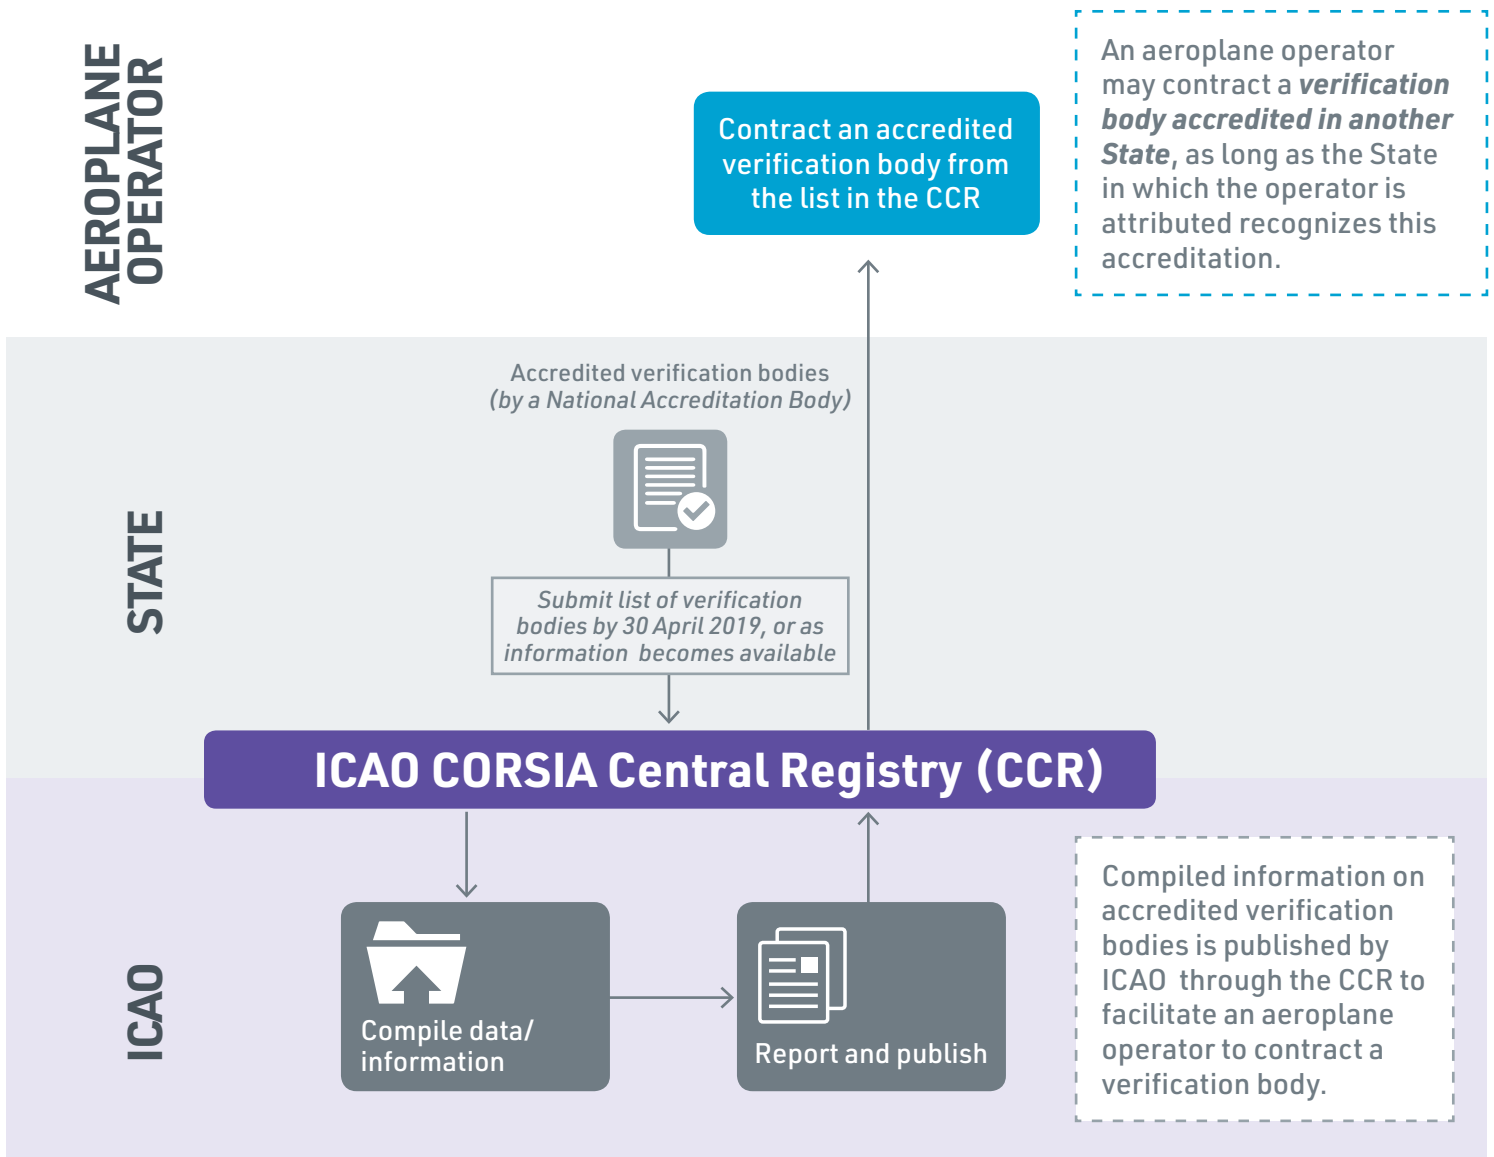 AEROPLANE
OPERATOR
Contract an accredited
verification body from
the list in the CCR
An aeroplane operator
may contract a verification
body accredited in another
State, as long as the State
in which the operator is
attributed recognizes this
accreditation.
STATE
Accredited verification bodies
(by a National Accreditation Body)
Submit list of verification
bodies by 30 April 2019, or as
information becomes available
ICAO CORSIA Central Registry (CCR)
ICAO
Compile data/
information
Report and publish
Compiled information on
accredited verification
bodies is published by
ICAO through the CCR to
facilitate an aeroplane
operator to contract a
verification body.